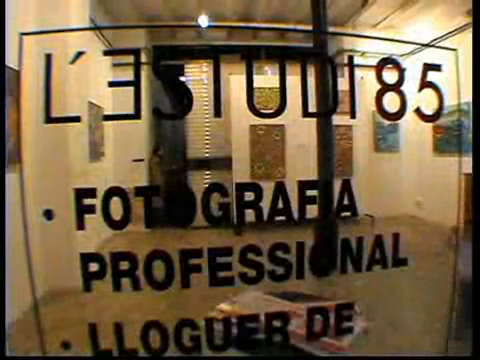 L'ESTUDI 85
• FOTOGRAFIA
PROFESSIONAL
• LLOGUER DE